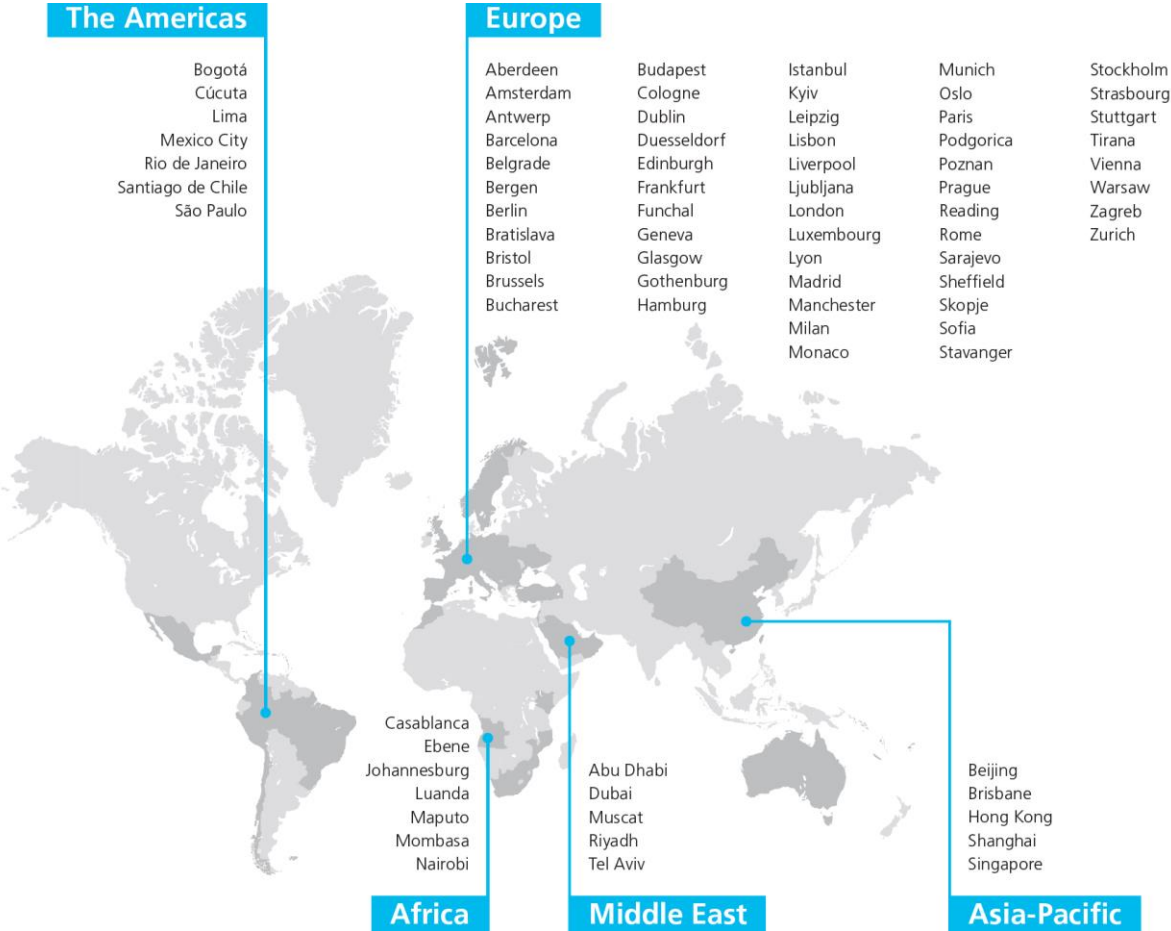 The Americas
Bogotá
Cúcuta
Lima
Mexico City
Rio de Janeiro
Santiago de Chile
São Paulo
Europe
Aberdeen
Amsterdam
Antwerp
Barcelona
Belgrade
Bergen
Berlin
Bratislava
Bristol
Brussels
Bucharest
Budapest
Cologne
Dublin
Duesseldorf
Edinburgh
Frankfurt
Funchal
Geneva
Glasgow
Gothenburg
Hamburg
Istanbul
Kyiv
Leipzig
Lisbon
Liverpool
Ljubljana
London
Luxembourg
Lyon
Madrid
Manchester
Milan
Monaco
Munich
Oslo
Paris
Podgorica
Poznan
Prague
Reading
Rome
Sarajevo
Sheffield
Skopje
Sofia
Stavanger
Stockholm
Strasbourg
Stuttgart
Tirana
Vienna
Warsaw
Zagreb
Zurich
Casablanca
Ebene
Johannesburg
Luanda
Maputo
Mombasa
Nairobi
Africa
Abu Dhabi
Dubai
Muscat
Riyadh
Tel Aviv
Middle East
Beijing
Brisbane
Hong Kong
Shanghai
Singapore
Asia-Pacific